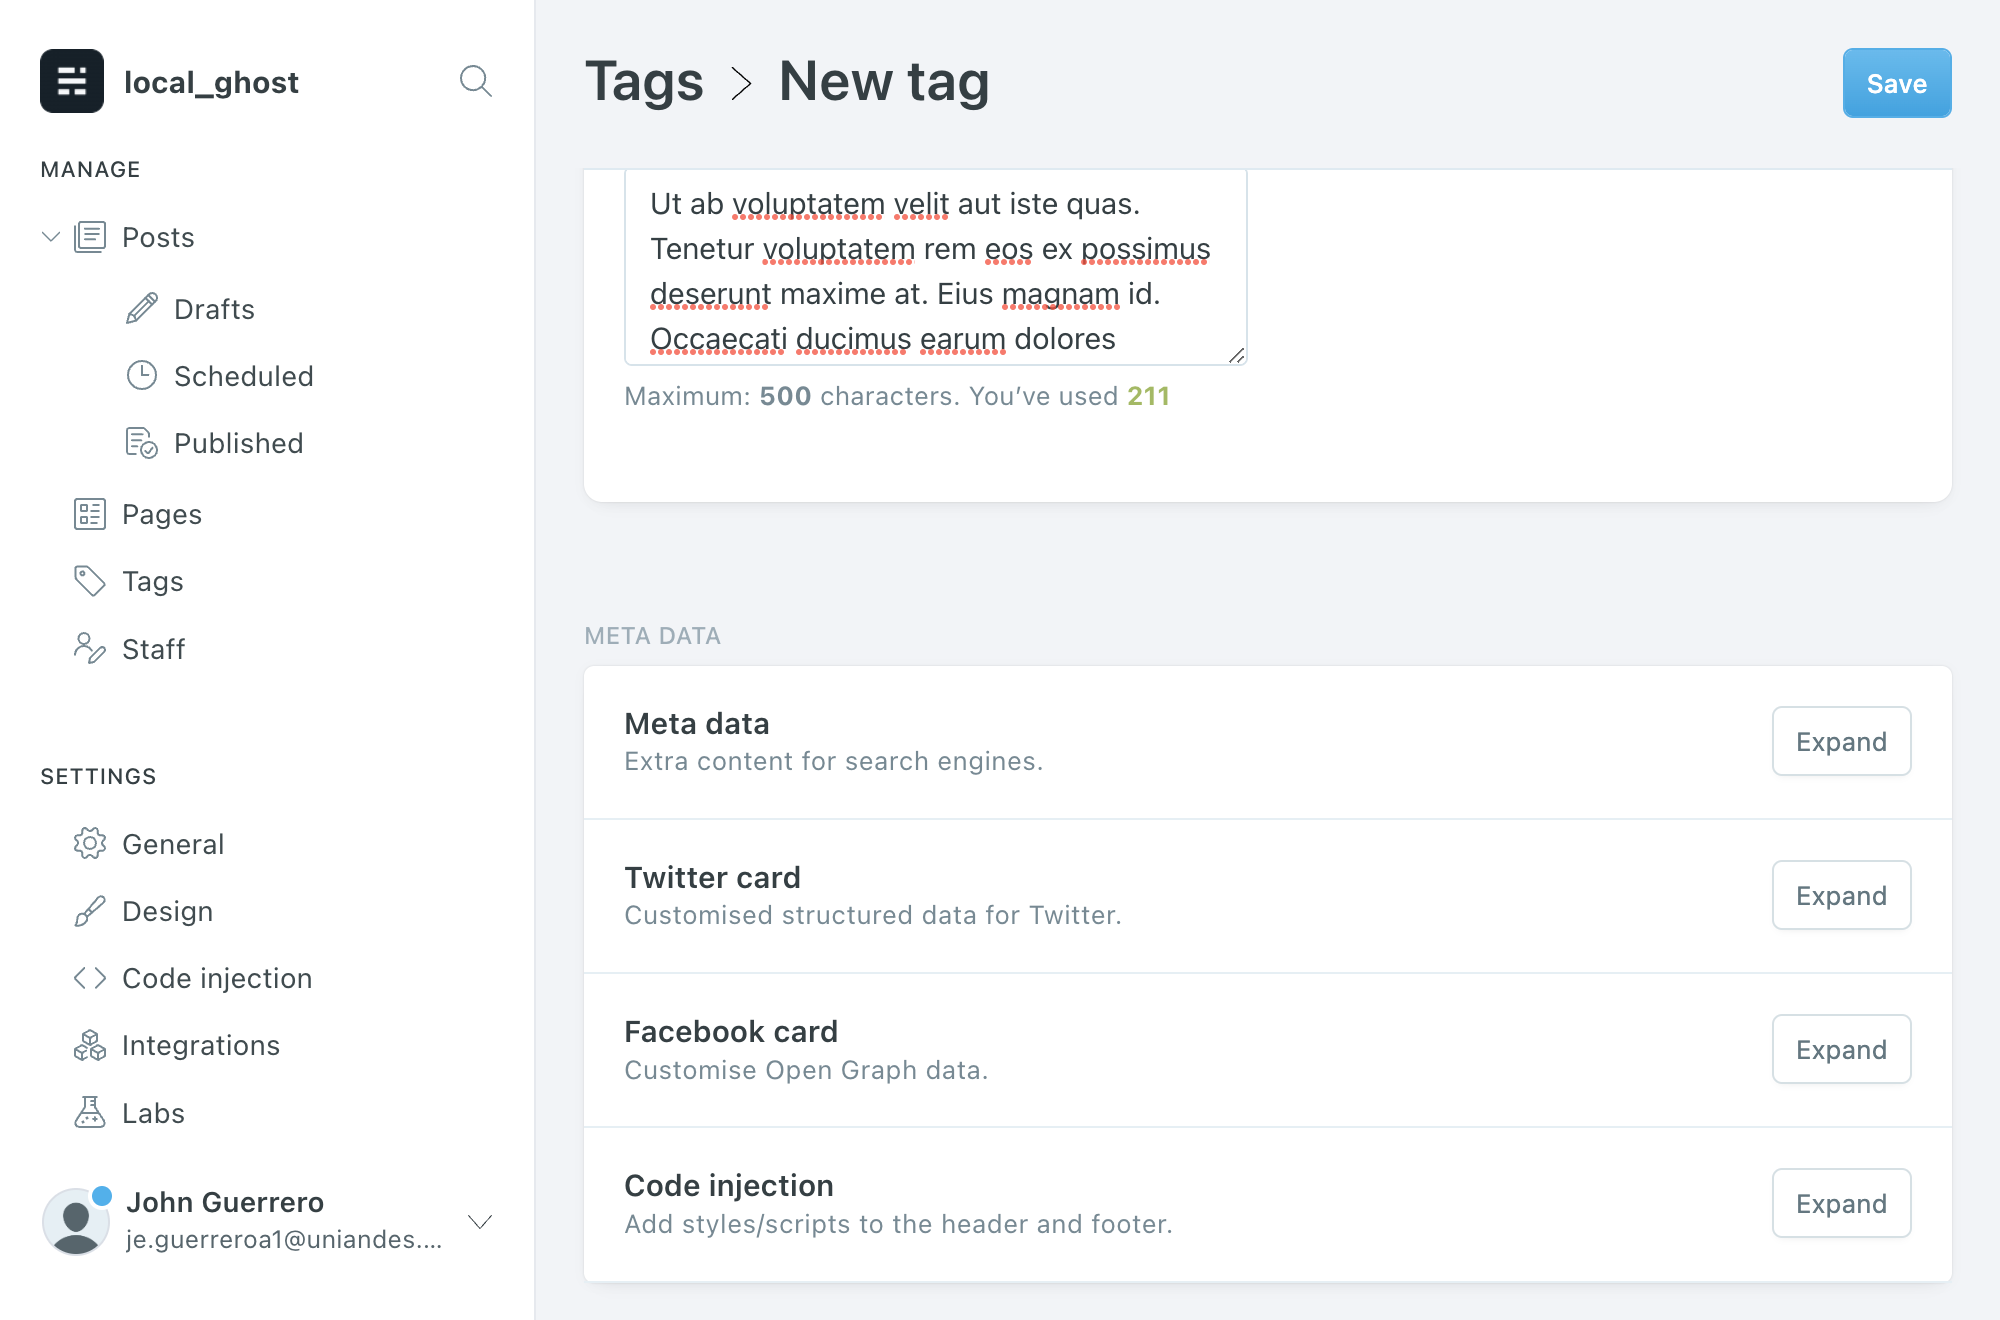 local_ghost
MANAGE
Posts
Drafts
Scheduled
Published
Pages
Tags
Staff
SETTINGS
General
Design
Code injection
Integrations
Labs
John Guerrero
je.guerreroa1@uniandes....
Tags > New tag
Save
Ut ab voluptatem velit aut iste quas.
Tenetur voluptatem rem eos ex possimus
deserunt maxime at. Eius magnam id.
Occaecati ducimus earum dolores
Maximum: 500 characters. You’ve used 211
META DATA
Meta data
Extra content for search engines.
Expand
Twitter card
Customised structured data for Twitter.
Expand
Facebook card
Customise Open Graph data.
Expand
Code injection
Add styles/scripts to the header and footer.
Expand